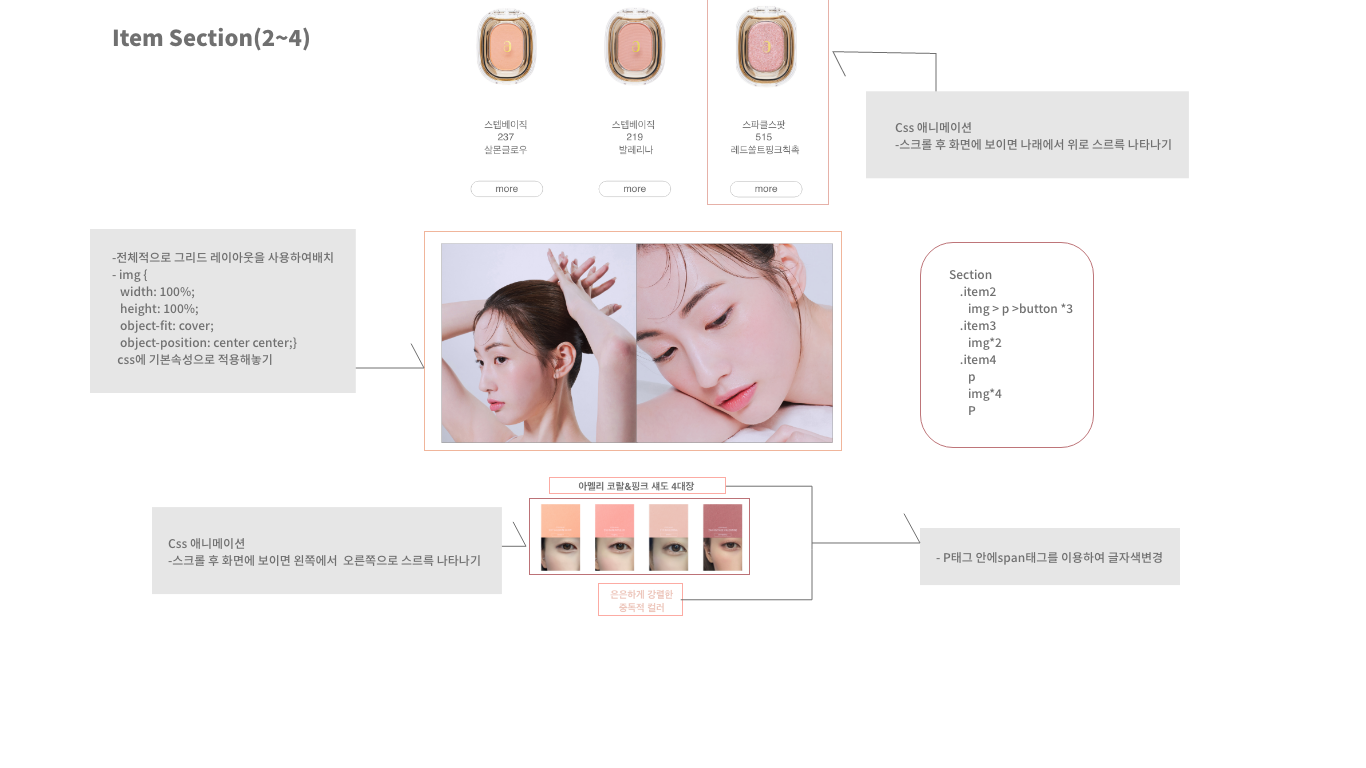 Item Section(2~4)
스텝베이직
237
살몬글로우
more
스텝베이직
219
발레리나
more
스파클스팟
515
레드쏠트핑크칙촉
more
Css 애니메이션
-스크롤 후 화면에 보이면 나래에서 위로 스르륵 나타나기
-전체적으로 그리드 레이아웃을 사용하여배치
- img {
width: 100%;
height: 100%;
object-fit: cover;
object-position: center center;}
css에 기본속성으로 적용해놓기
Section
.item2
img > p >button *3
.item3
img*2
.item4
p
img*4
P
아멜리 코랄&핑크 섀도 4대장
Css 애니메이션
-스크롤 후 화면에 보이면 왼쪽에서  오른쪽으로 스르륵 나타나기
- P태그 안에span태그를 이용하여 글자색변경
은은하게 강렬한
중독적 컬러